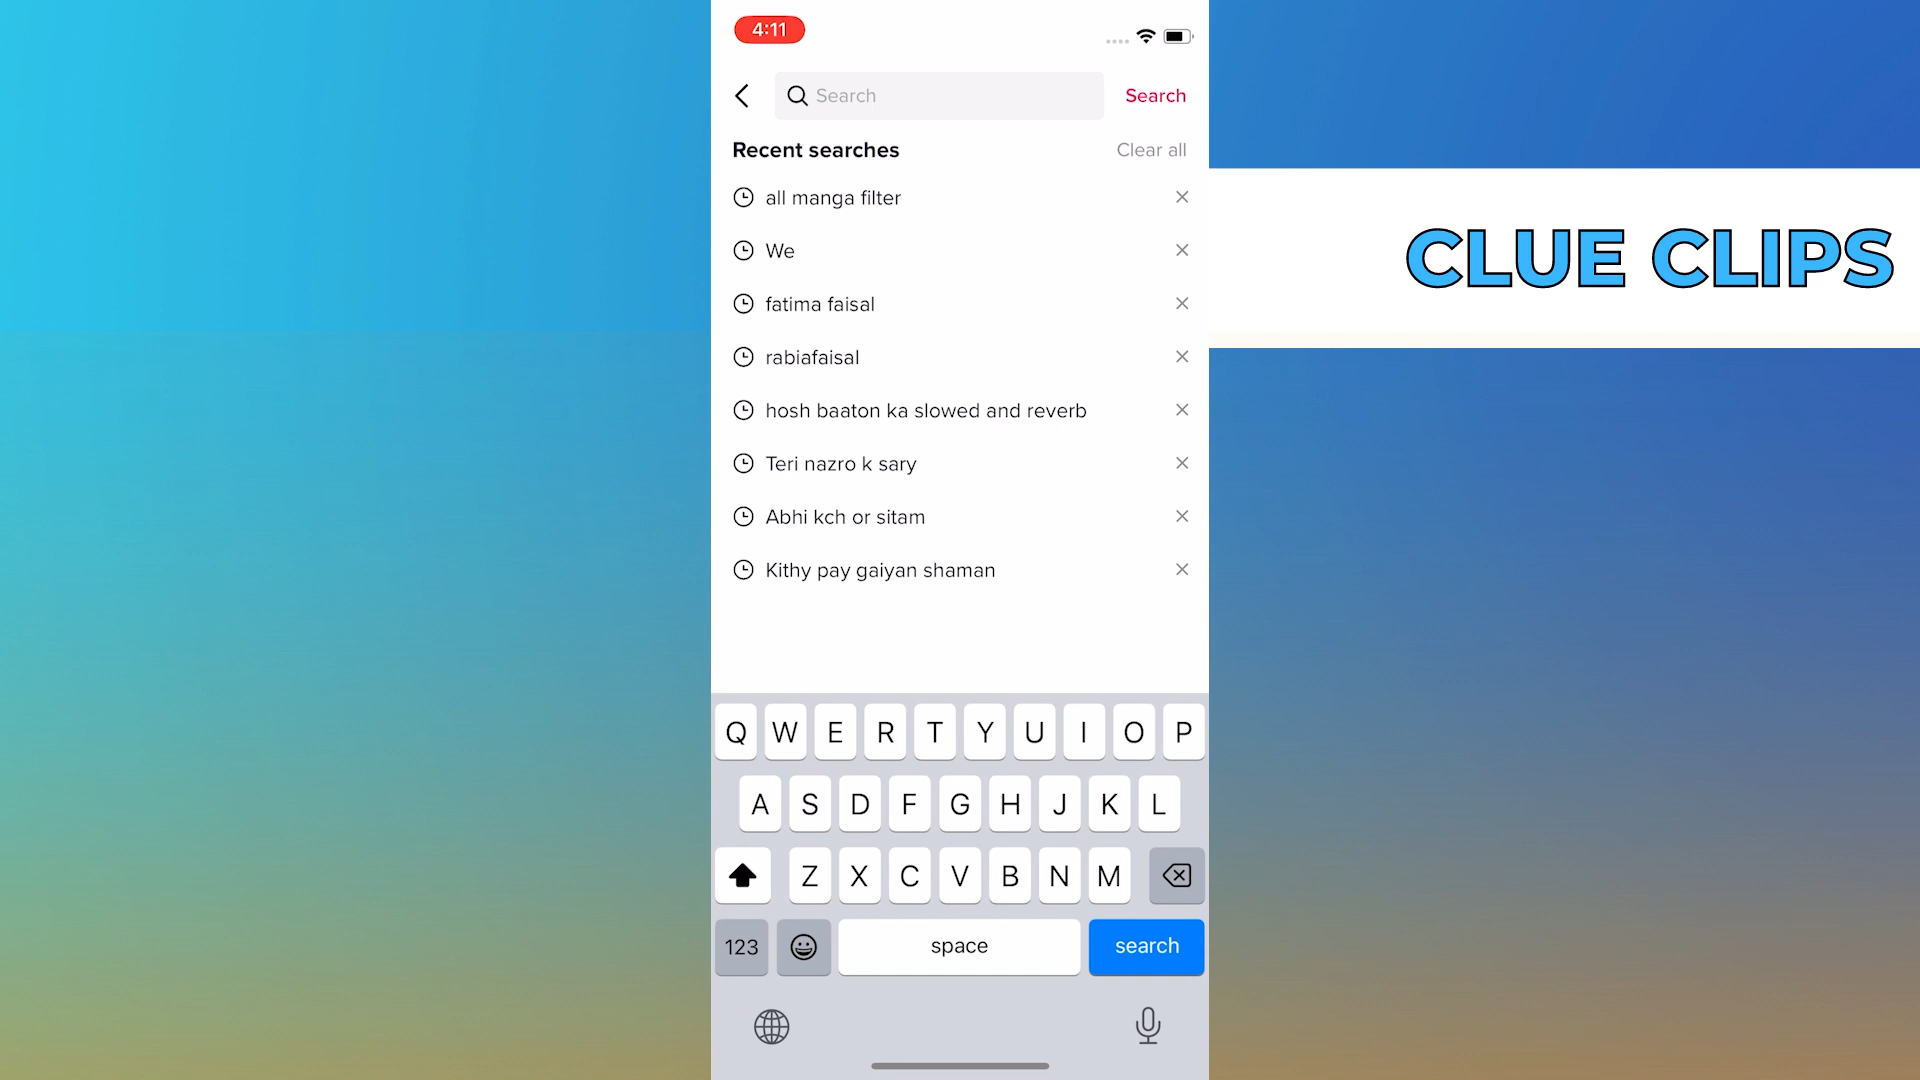 4:11
Search
Search
Recent searches
Clear all
all manga filter
We
fatima faisal
rabiafaisal
hosh baaton ka slowed and reverb
Teri nazro k sary
Abhi kch or sitam
Kithy pay gaiyan shaman
CLUE CLIPS
Q W E R T Y U I O P
A S D F G H J K L
Z X C V B N M
123
space
search